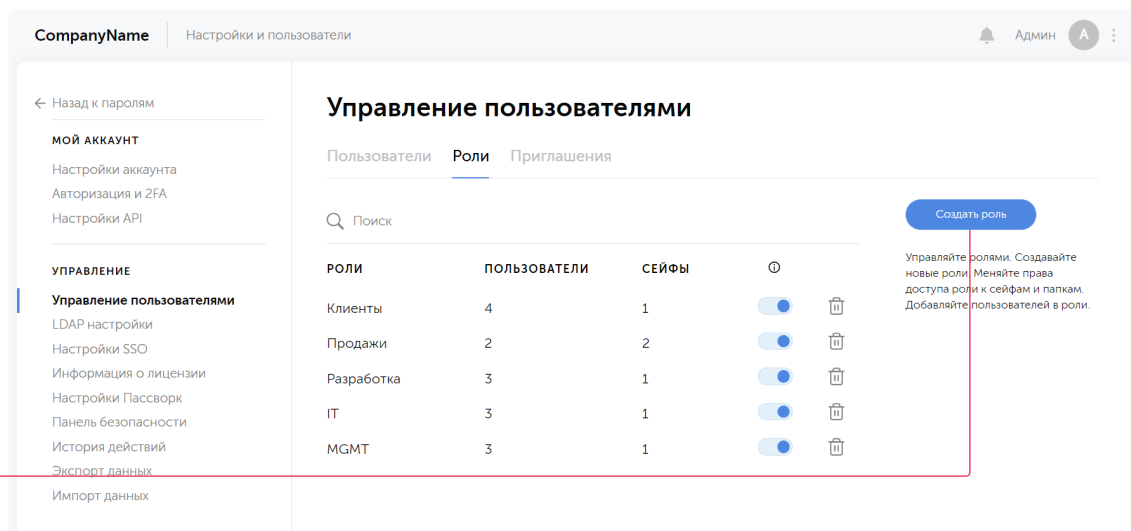 CompanyName
Настройки и пользователи
Админ
А
Назад к паролям
МОЙ АККАУНТ
Настройки аккаунта
Авторизация и 2FA
Настройки API
УПРАВЛЕНИЕ
Управление пользователями
LDAP настройки
Настройки SSO
Информация о лицензии
Настройки Пассворк
Панель безопасности
История действий
Экспорт данных
Импорт данных
Управление пользователями
Пользователи Роли Приглашения
Поиск
РОЛИ ПОЛЬЗОВАТЕЛИ СЕЙФЫ
Клиенты 4 1
Продажи 2 2
Разработка 3 1
IT 3 1
MGMT 3 1
Создать роль
Управляйте ролями. Создавайте
новые роли. Меняйте права
доступа роли к сейфам и папкам.
Добавляйте пользователей в роли.